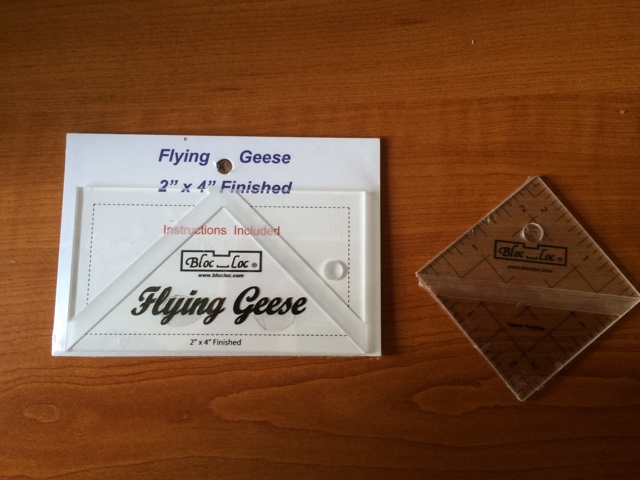 Flying Geese
2” x 4” Finished
Instructions Included
Bloc Loc ®
www.blocloc.com
Flying Geese
2” x 4” Finished
Bloc Loc ®
www.blocloc.com